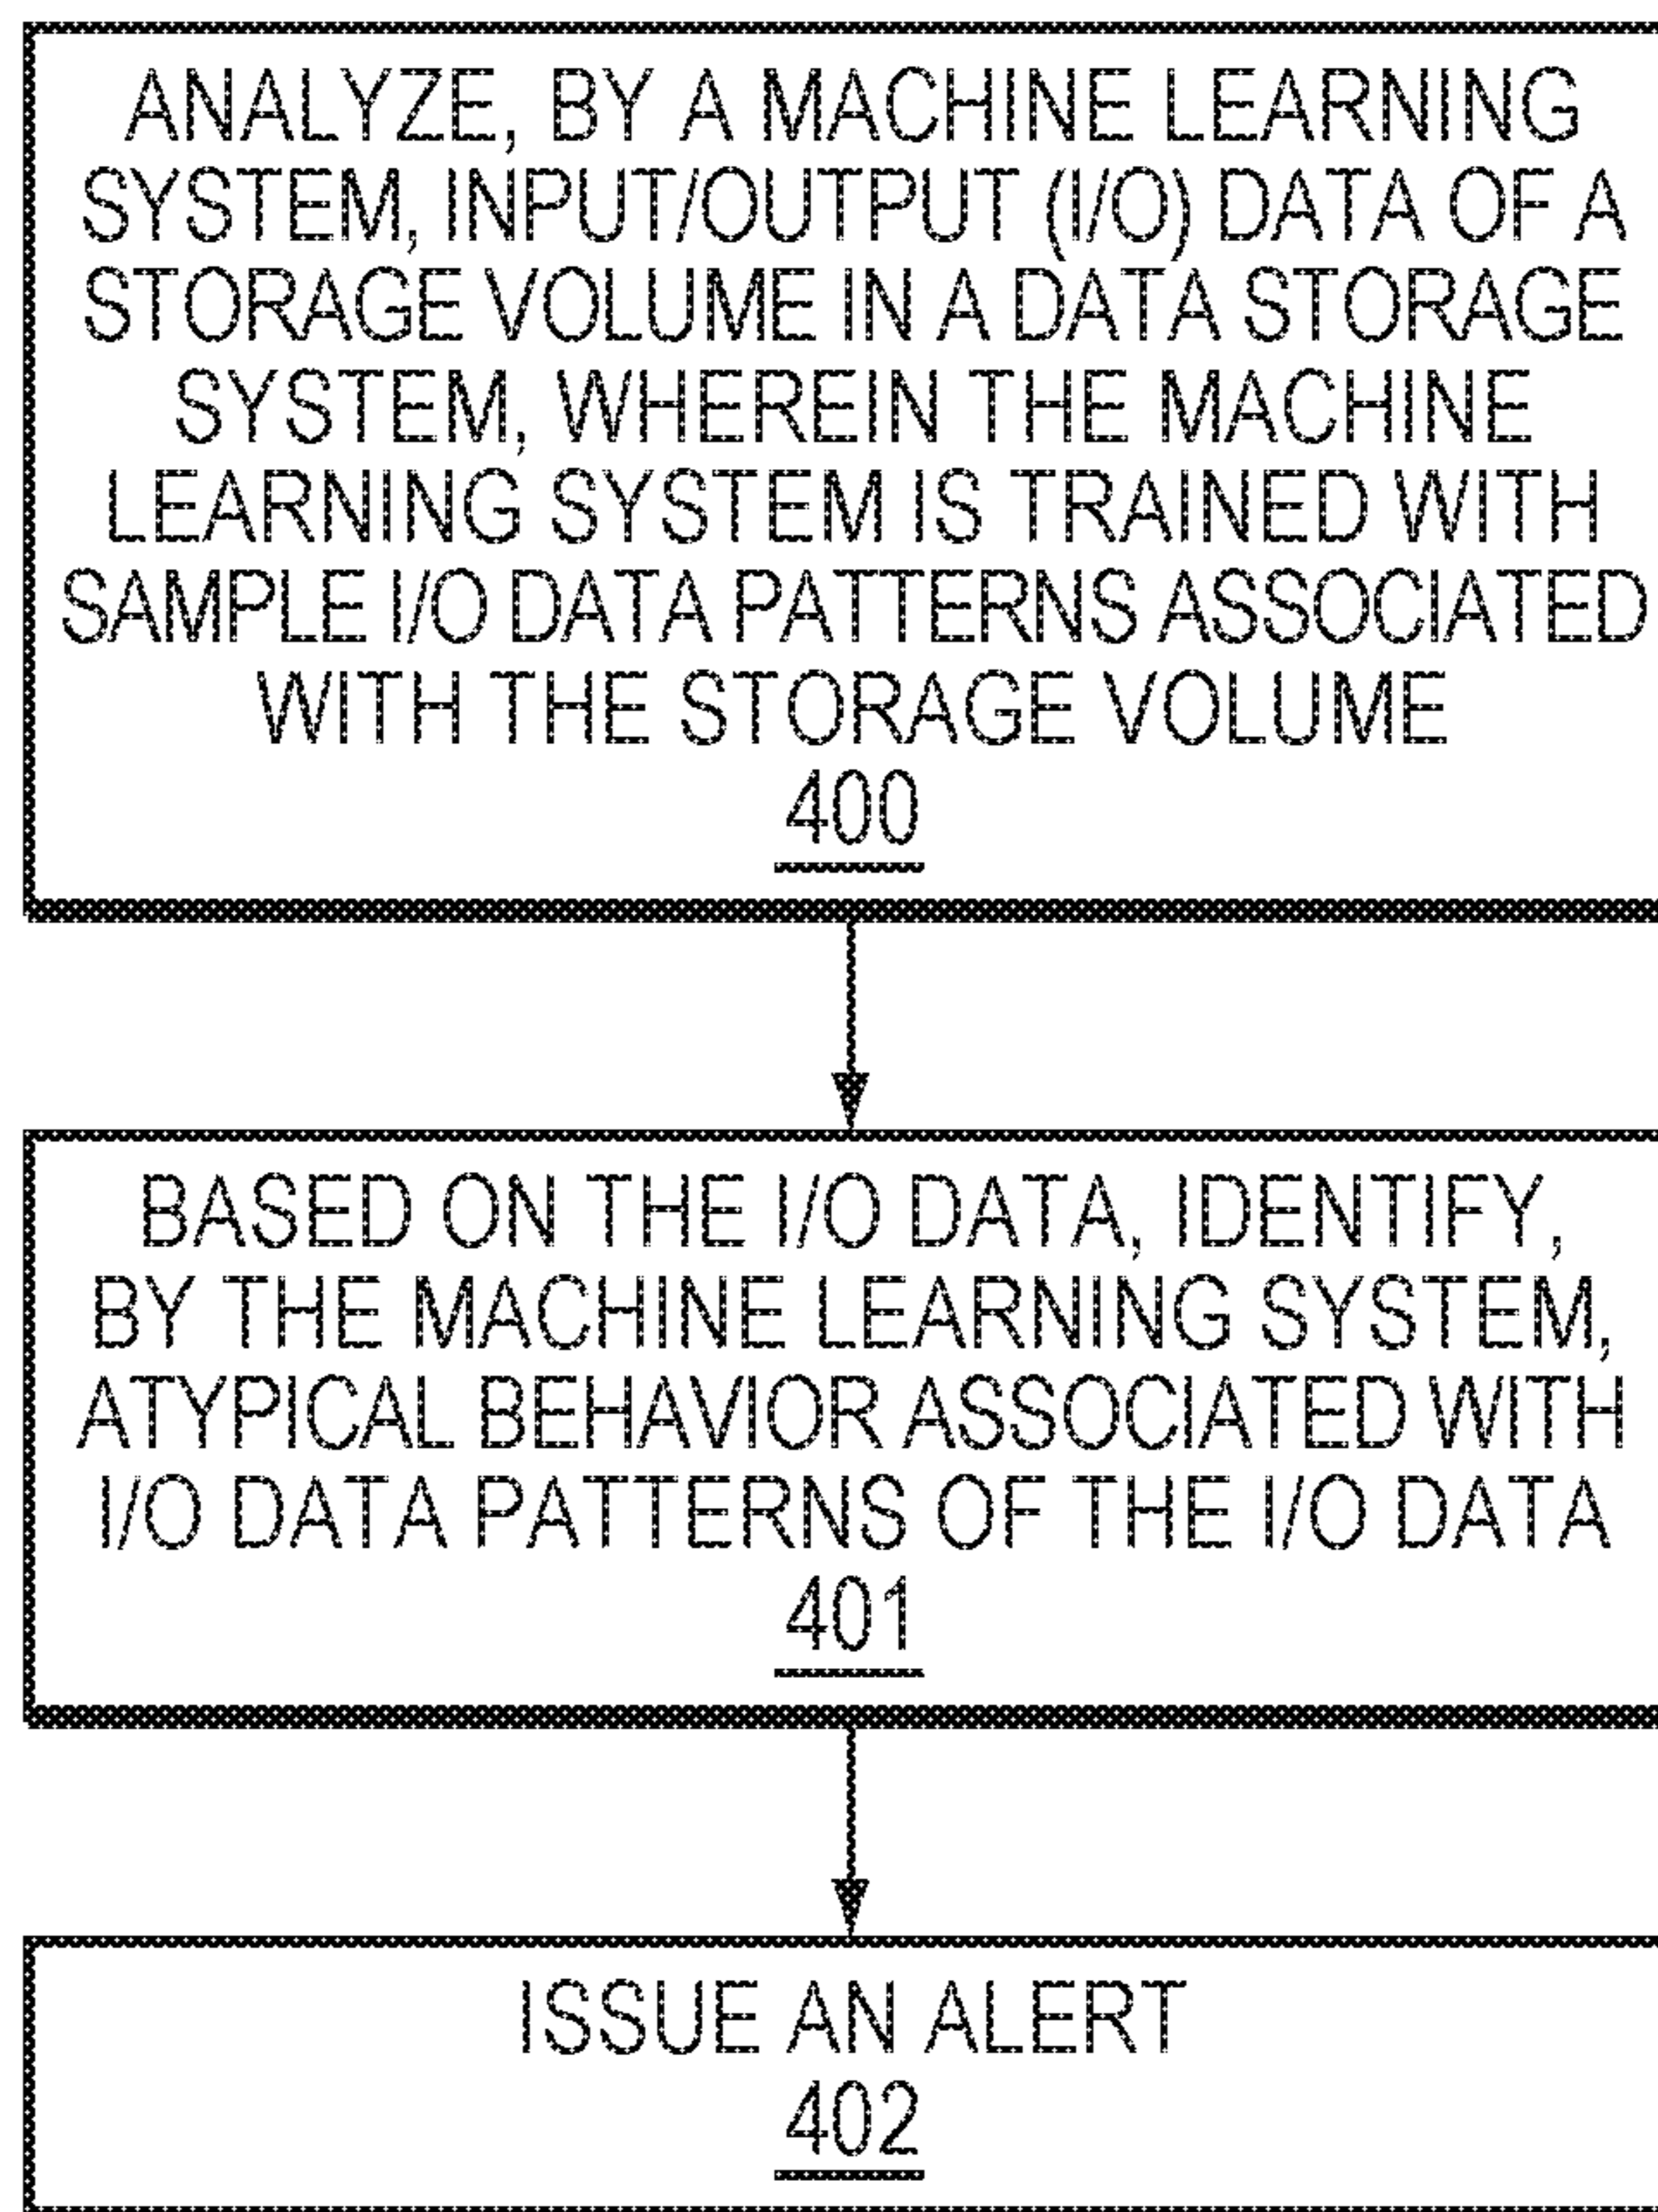 ANALYZE, BY A MACHINE LEARNING
SYSTEM, INPUT/OUTPUT (I/O) DATA OF A
STORAGE VOLUME IN A DATA STORAGE
SYSTEM, WHEREIN THE MACHINE
LEARNING SYSTEM IS TRAINED WITH
SAMPLE I/O DATA PATTERNS ASSOCIATED
WITH THE STORAGE VOLUME
400
BASED ON THE I/O DATA, IDENTIFY,
BY THE MACHINE LEARNING SYSTEM,
ATYPICAL BEHAVIOR ASSOCIATED WITH
I/O DATA PATTERNS OF THE I/O DATA
401
ISSUE AN ALERT
402